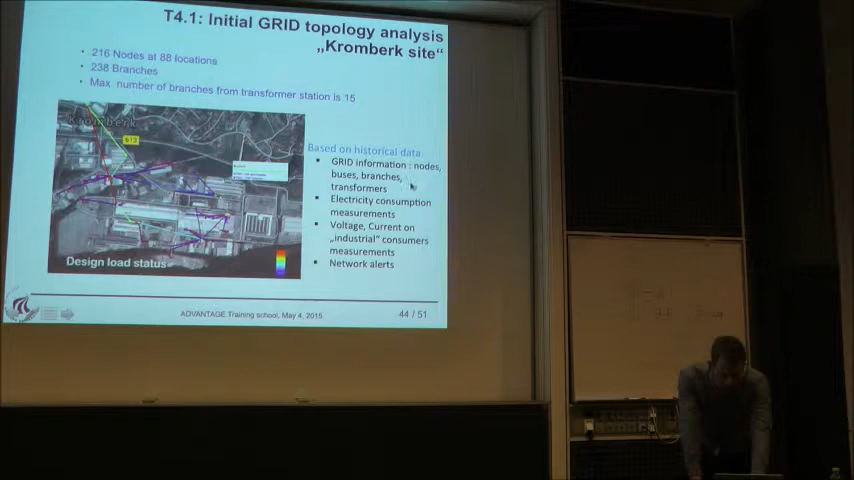 T4.1: Initial GRID topology analysis
„Kromberk site“
• 216 Nodes at 88 locations
• 238 Branches
• Max number of branches from transformer station is 15
Kromberk
613
Design load status
Based on historical data
▪ GRID information : nodes,
buses, branches,
transformers
▪ Electricity consumption
measurements
▪ Voltage, Current on
„industrial“ consumers
measurements
▪ Network alerts
ADVANTAGE Training school, May 4, 2015
44 / 51